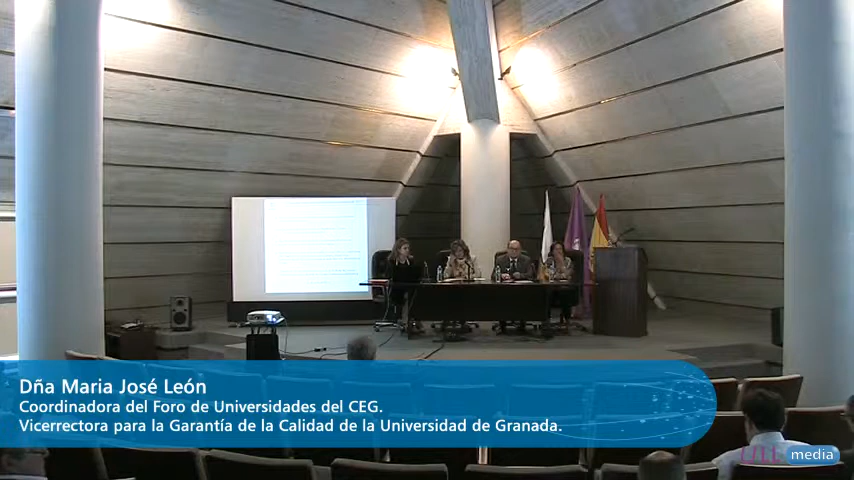 Dña Maria José León
Coordinadora del Foro de Universidades del CEG.
Vicerrectora para la Garantía de la Calidad de la Universidad de Granada.
ULL media